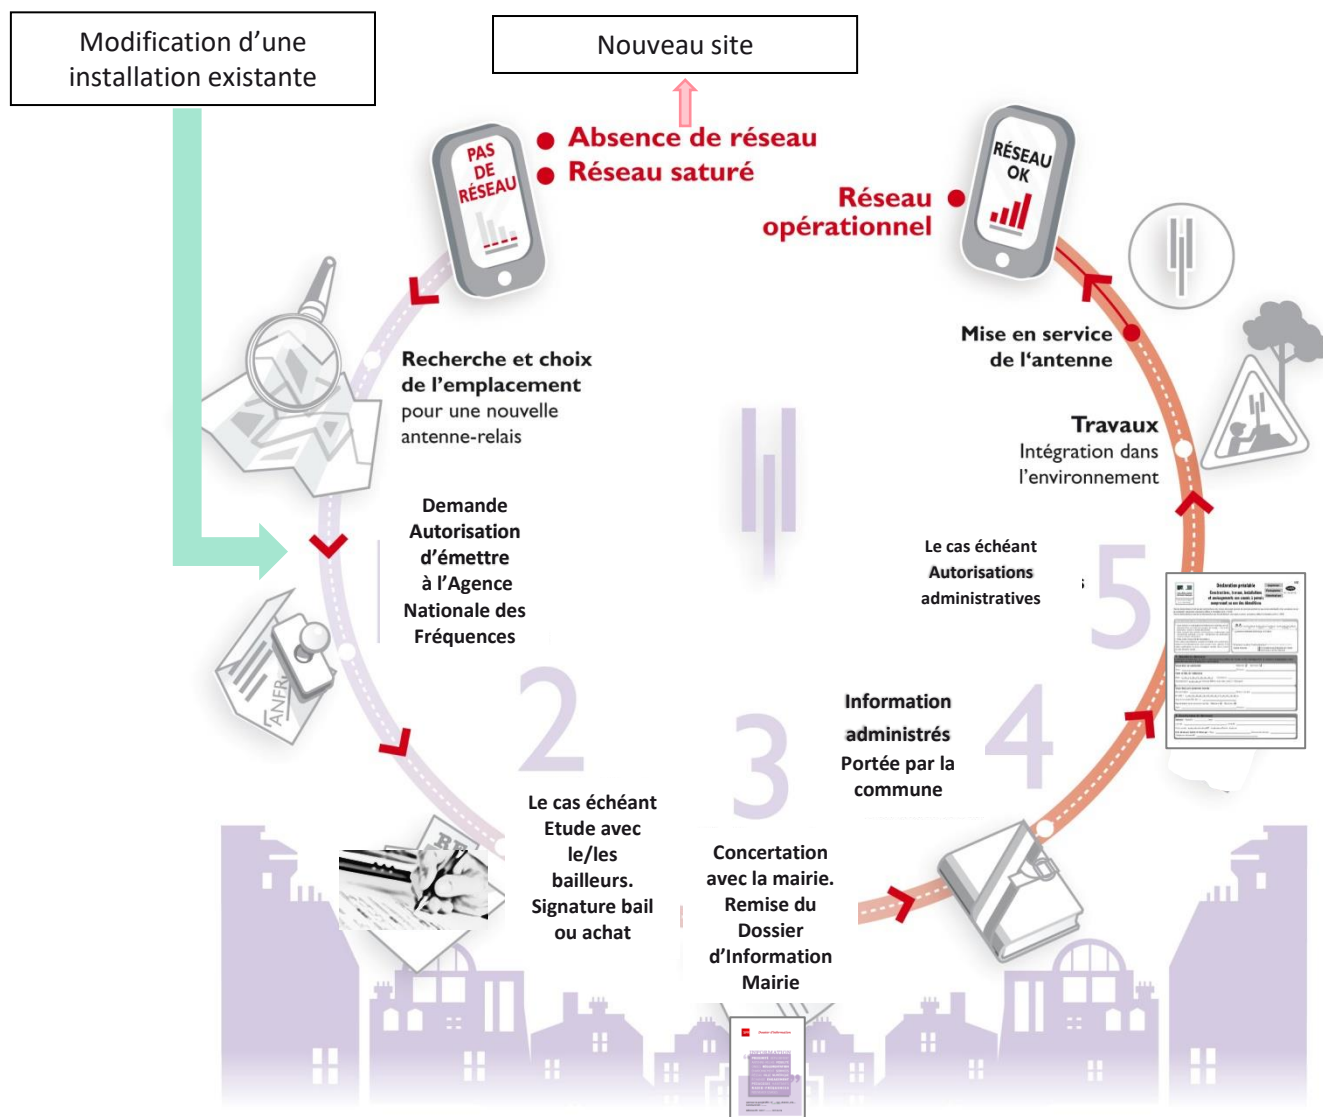 Modification d’une
installation existante
Nouveau site
PAS
DE
RÉSEAU
Absence de réseau
Réseau saturé
RÉSEAU
OK
Réseau
opérationnel
Recherche et choix
de l’emplacement
pour une nouvelle
antenne-relais
Mise en service
de l‘antenne
Travaux
Intégration dans
l’environnement
Demande
Autorisation
d’émettre
à l’Agence
Nationale des
Fréquences
ANFR
Le cas échéant
Autorisations
administratives
5
Déclaration préalable
2
Le cas échéant
Etude avec
le/les
bailleurs.
Signature bail
ou achat
3
Concertation
avec la mairie.
Remise du
Dossier
d’Information
Mairie
4
Information
administrés
Portée par la
commune
Dossier d'Information